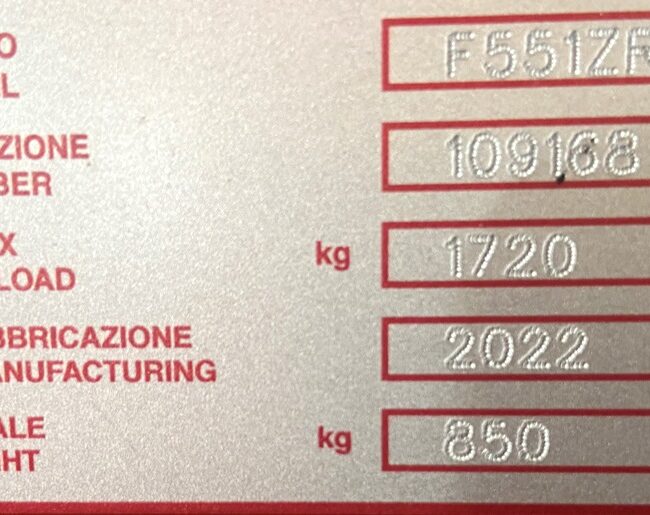 O F551ZR
L
ZIONE 109168
BER
X kg 1720
LOAD
BBRICAZIONE 2022
ANUFACTURING
ALE kg 850
HT